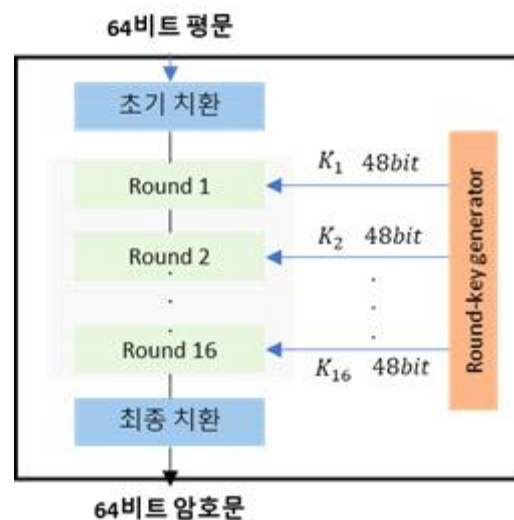 64비트 평문
초기 치환
Round 1
K₁ 48bit
Round 2
K₂ 48bit
Round 16
K₁₆ 48bit
Round-key generator
최종 치환
64비트 암호문